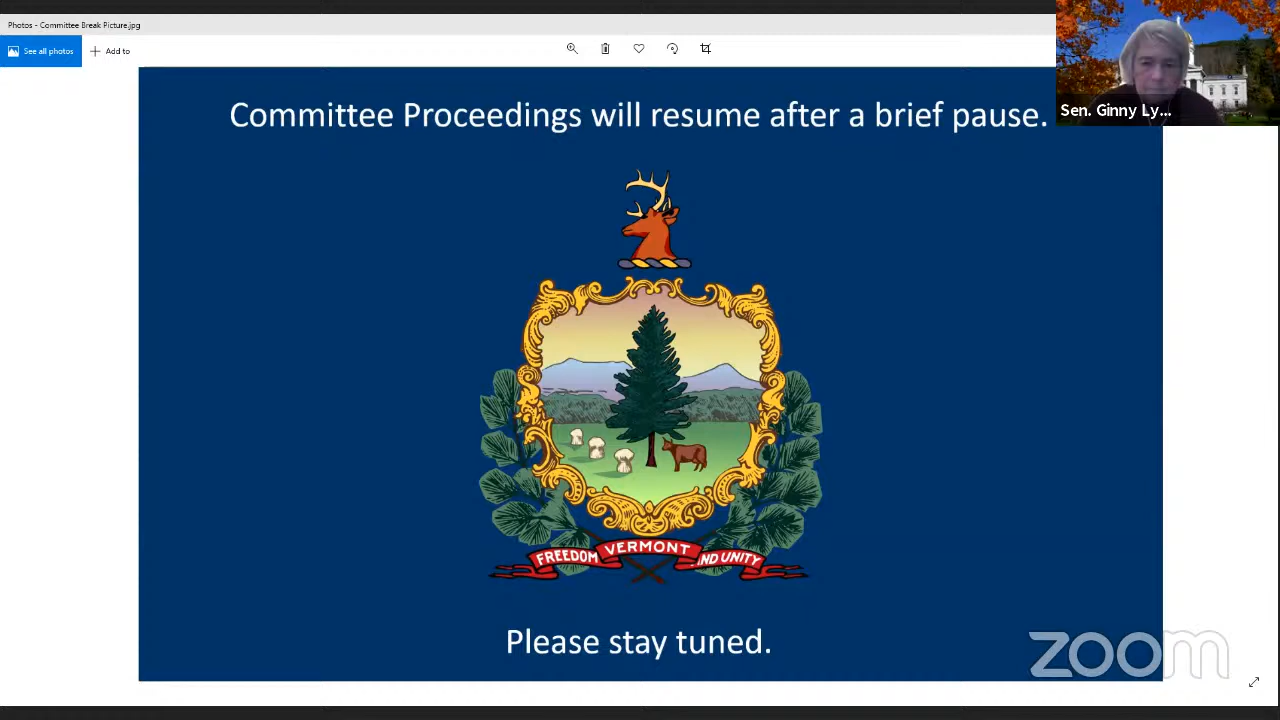 Photos - Committee Break Picture.jpg
See all photos
Add to
Sen. Ginny Ly...
Committee Proceedings will resume after a brief pause.
FREEDOM VERMONT AND UNITY
Please stay tuned.
zoom